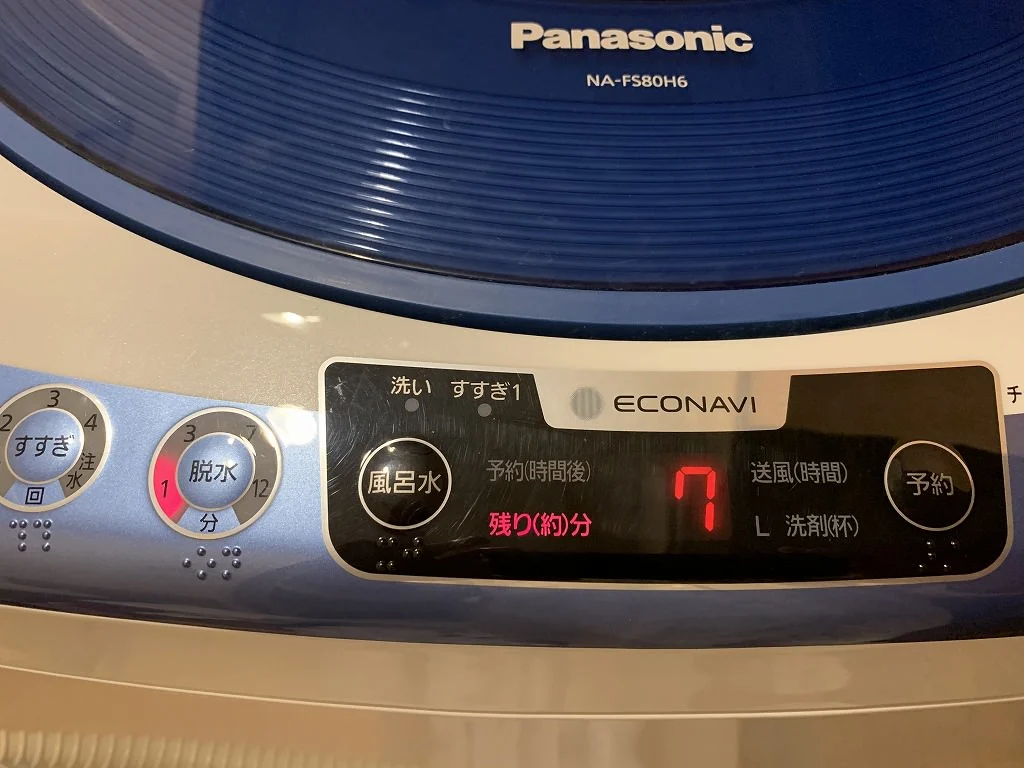 Panasonic
NA-FS80H6
洗い すすぎ1
ECONAVI
2 3 4 注水
すすぎ
回
1 3 7 12
脱水
分
風呂水
予約(時間後)
残り(約)分
7
送風(時間)
L 洗剤(杯)
予約
チ